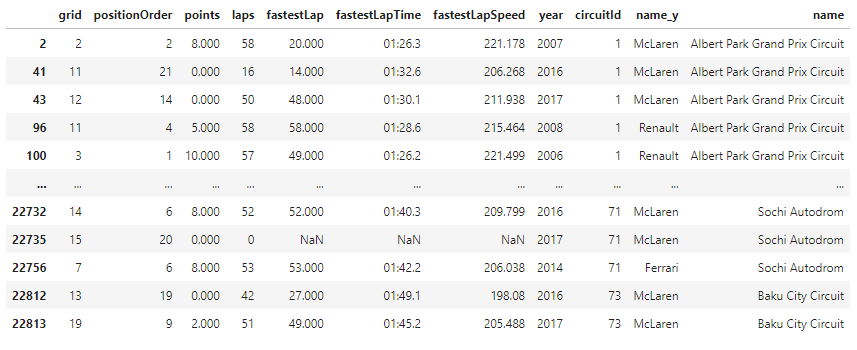 grid positionOrder points laps fastestLap fastestLapTime fastestLapSpeed year circuitId name_y name
2 2 2 8.000 58 20.000 01:26.3 221.178 2007 1 McLaren Albert Park Grand Prix Circuit
41 11 21 0.000 16 14.000 01:32.6 206.268 2016 1 McLaren Albert Park Grand Prix Circuit
43 12 14 0.000 50 48.000 01:30.1 211.938 2017 1 McLaren Albert Park Grand Prix Circuit
96 11 4 5.000 58 58.000 01:28.6 215.464 2008 1 Renault Albert Park Grand Prix Circuit
100 3 1 10.000 57 49.000 01:26.2 221.499 2006 1 Renault Albert Park Grand Prix Circuit
... ... ... ... ... ... ... ... ... ... ... ...
22732 14 6 8.000 52 52.000 01:40.3 209.799 2016 71 McLaren Sochi Autodrom
22735 15 20 0.000 0 NaN NaN NaN 2017 71 McLaren Sochi Autodrom
22756 7 6 8.000 53 53.000 01:42.2 206.038 2014 71 Ferrari Sochi Autodrom
22812 13 19 0.000 42 27.000 01:49.1 198.08 2016 73 McLaren Baku City Circuit
22813 19 9 2.000 51 49.000 01:45.2 205.488 2017 73 McLaren Baku City Circuit